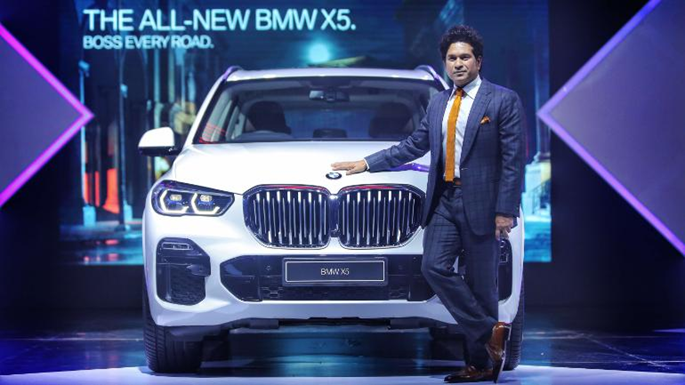 THE ALL-NEW BMW X5.
BOSS EVERY ROAD.
BMW X5